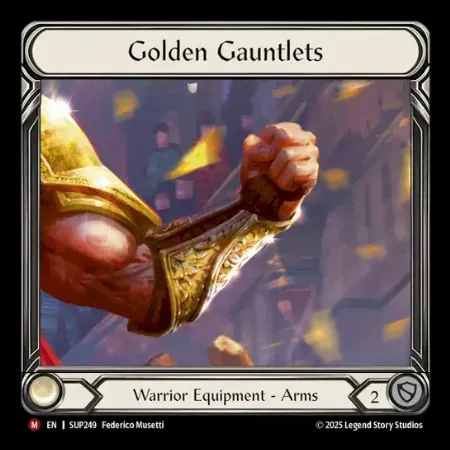 Golden Gauntlets
Warrior Equipment - Arms
2
M EN | SUP249 Federico Musetti
© 2025 Legend Story Studios